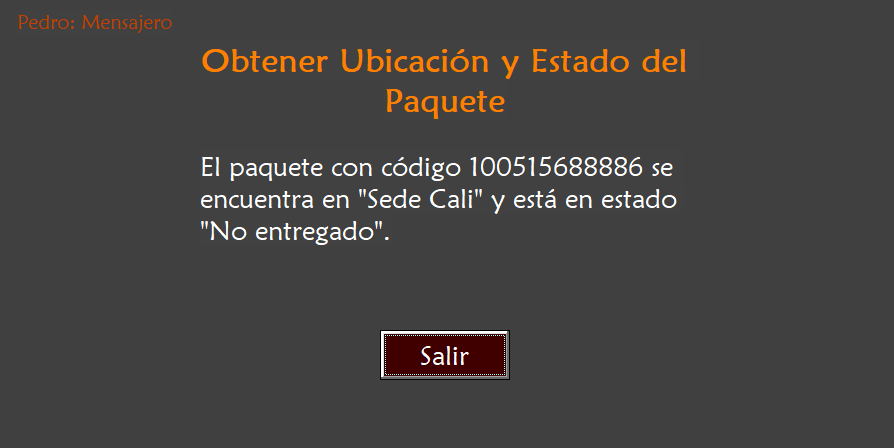 Pedro: Mensajero
Obtener Ubicación y Estado del
Paquete
El paquete con código 100515688886 se
encuentra en "Sede Cali" y está en estado
"No entregado".
Salir